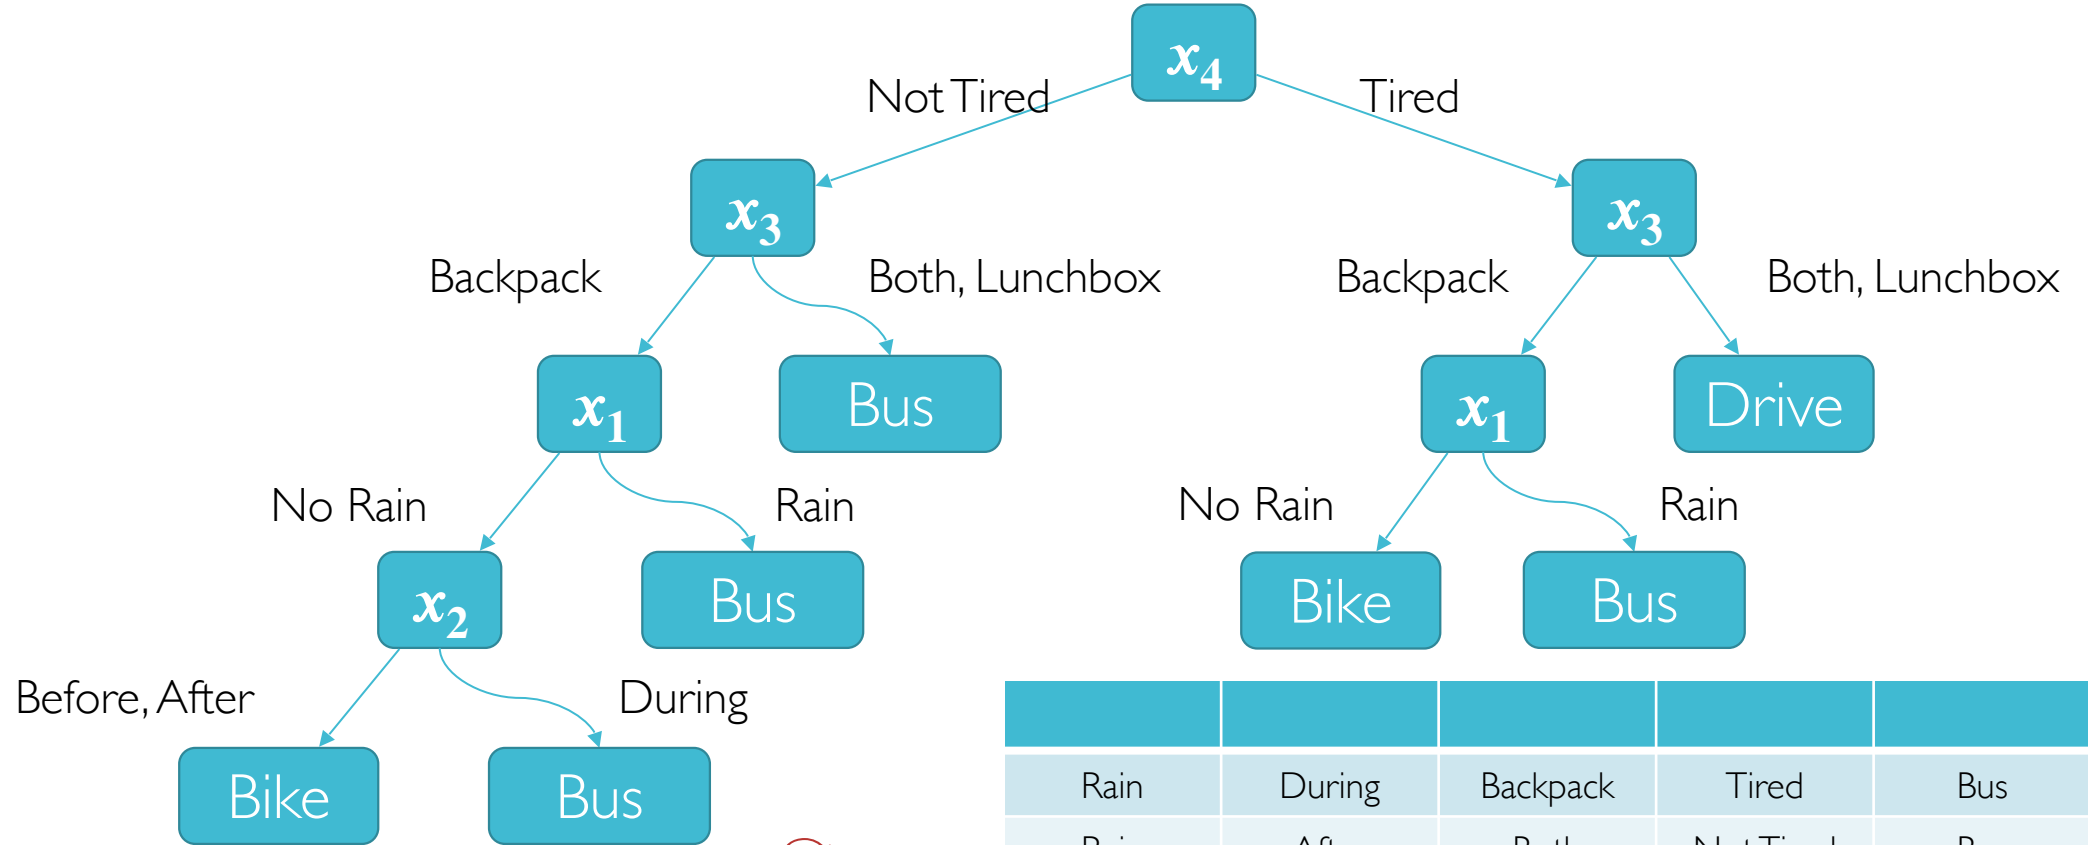 x4
Not Tired
Tired
x3
x3
Backpack
Both, Lunchbox
Backpack
Both, Lunchbox
x1
Bus
x1
Drive
No Rain
Rain
No Rain
Rain
x2
Bus
Bike
Bus
Before, After
During
Bike
Bus
Rain During Backpack Tired Bus